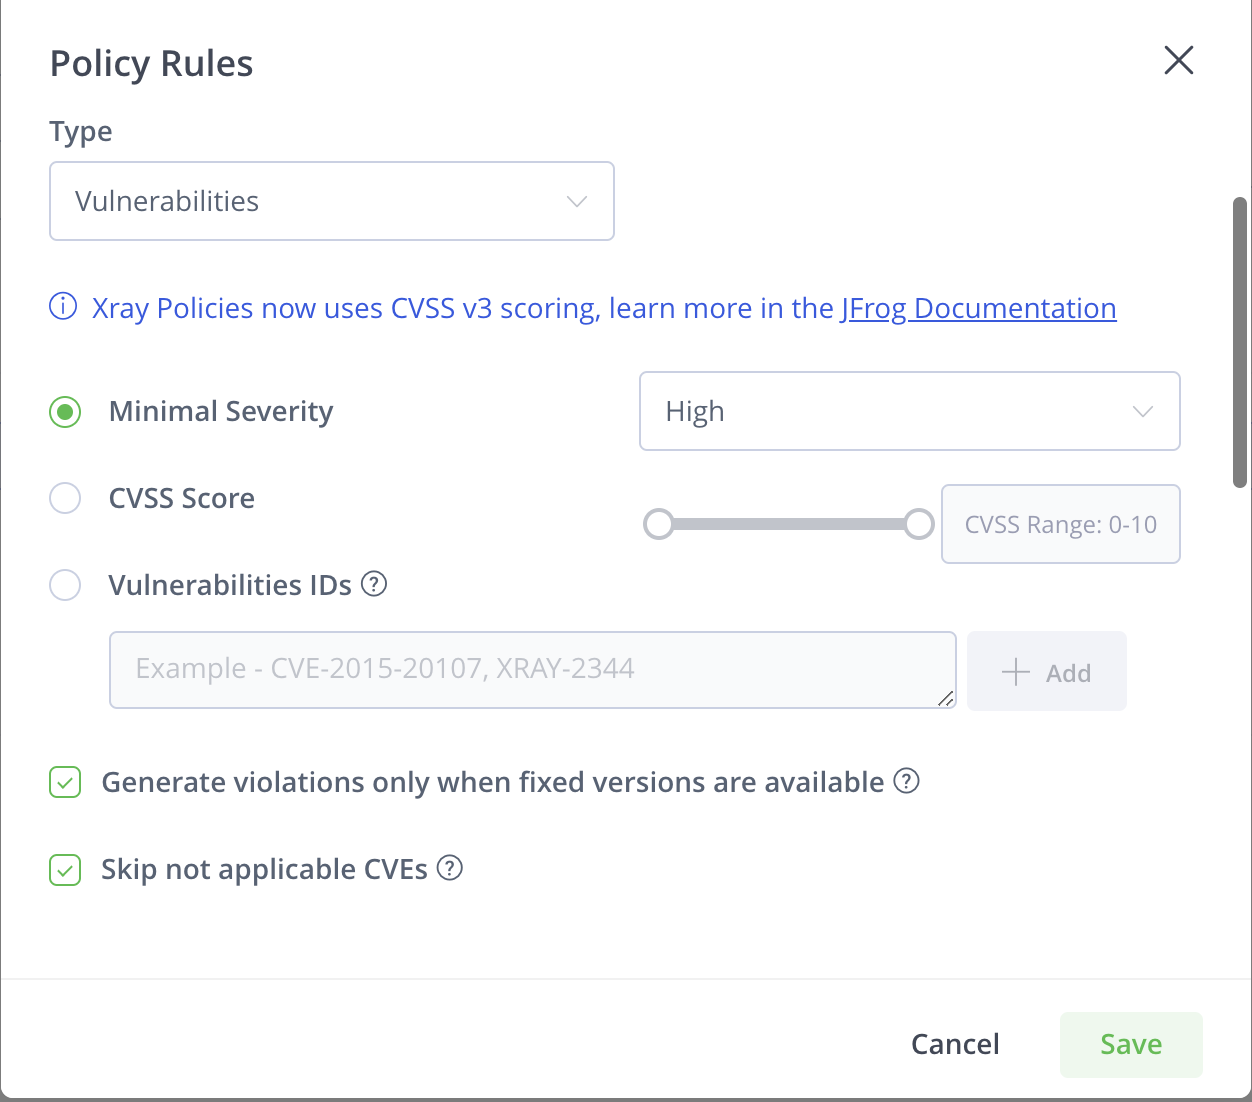 Policy Rules
Type
Vulnerabilities
Xray Policies now uses CVSS v3 scoring, learn more in the JFrog Documentation
Minimal Severity
High
CVSS Score
CVSS Range: 0-10
Vulnerabilities IDs
Example - CVE-2015-20107, XRAY-2344
Add
Generate violations only when fixed versions are available
Skip not applicable CVEs
Cancel
Save